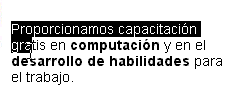 Proporcionamos capacitación
gratis en computación y en el
desarrollo de habilidades para
el trabajo.